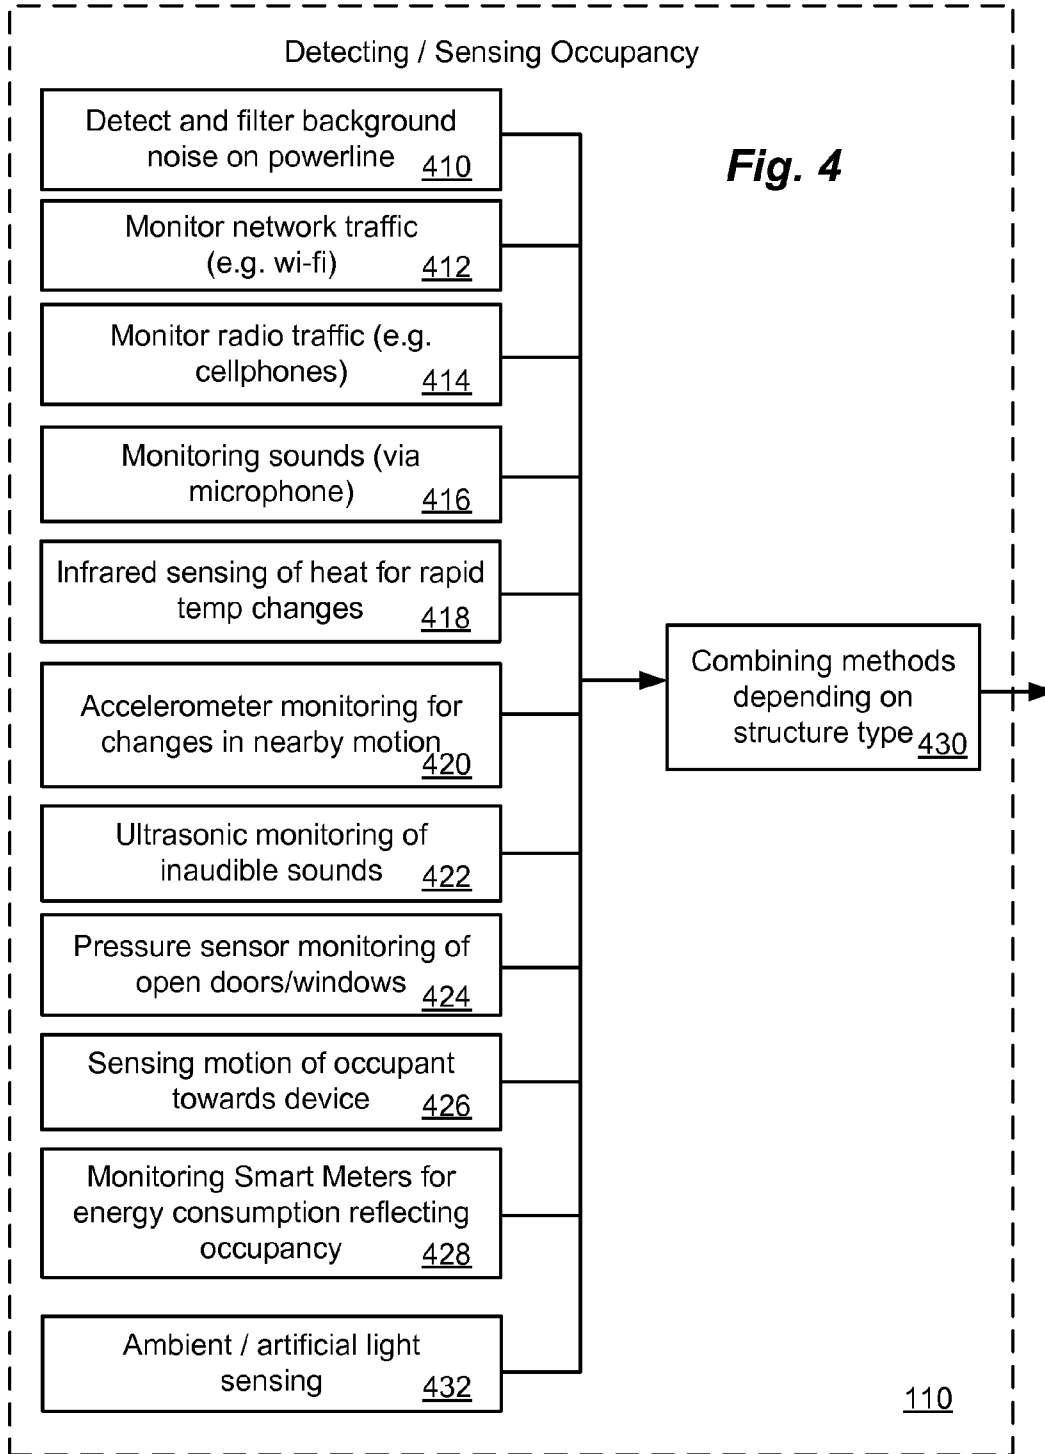 Detecting / Sensing Occupancy
Fig. 4
Detect and filter background
noise on powerline
410
Monitor network traffic
(e.g. wi-fi)
412
Monitor radio traffic (e.g.
cellphones)
414
Monitoring sounds (via
microphone)
416
Infrared sensing of heat for rapid
temp changes
418
Accelerometer monitoring for
changes in nearby motion
420
Ultrasonic monitoring of
inaudible sounds
422
Pressure sensor monitoring of
open doors/windows
424
Sensing motion of occupant
towards device
426
Monitoring Smart Meters for
energy consumption reflecting
occupancy
428
Ambient / artificial light
sensing
432
Combining methods
depending on
structure type
430
110